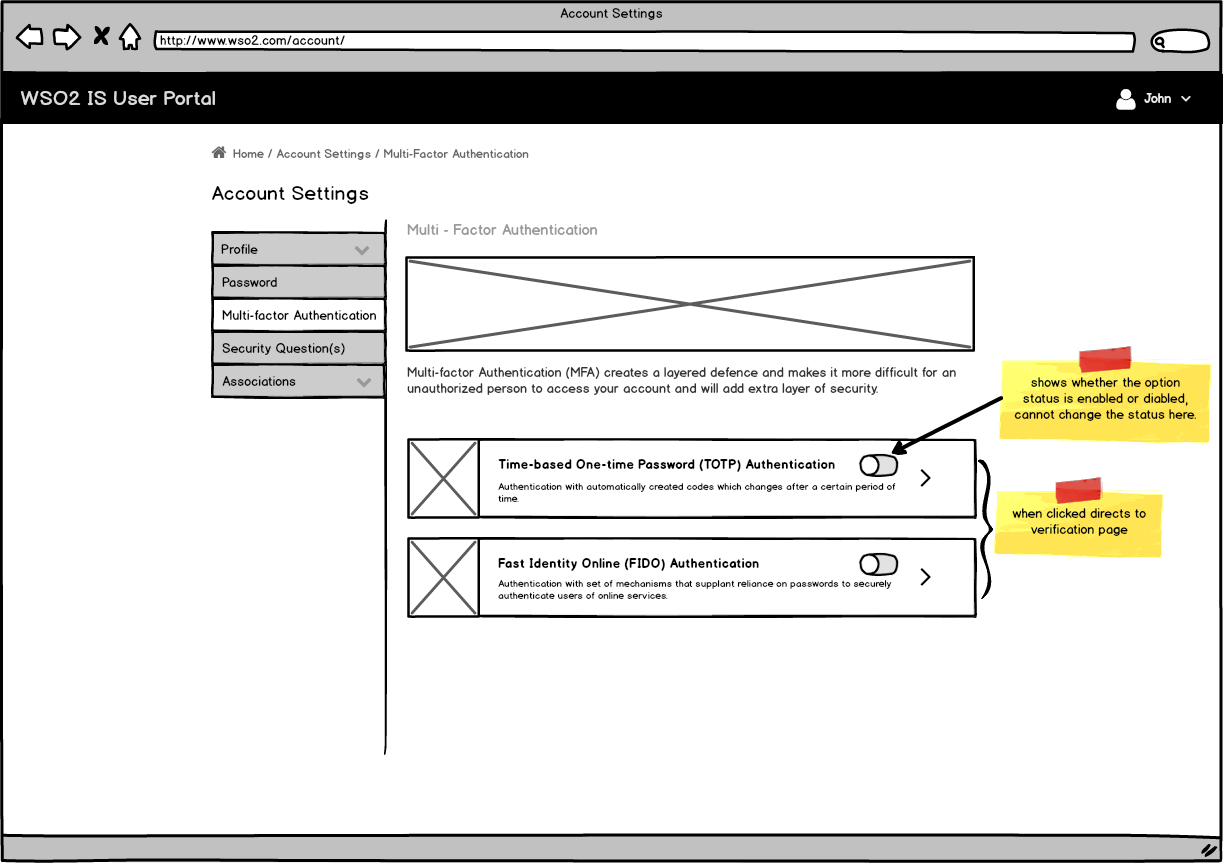 Account Settings
http://www.wso2.com/account/
WSO2 IS User Portal
John
Home / Account Settings / Multi-Factor Authentication
Account Settings
Profile
Password
Multi-factor Authentication
Security Question(s)
Associations
Multi - Factor Authentication
Multi-factor Authentication (MFA) creates a layered defence and makes it more difficult for an
unauthorized person to access your account and will add extra layer of security.
Time-based One-time Password (TOTP) Authentication
Authentication with automatically created codes which changes after a certain period of
time.
Fast Identity Online (FIDO) Authentication
Authentication with set of mechanisms that supplant reliance on passwords to securely
authenticate users of online services.
shows whether the option
status is enabled or diabled,
cannot change the status here.
when clicked directs to
verification page